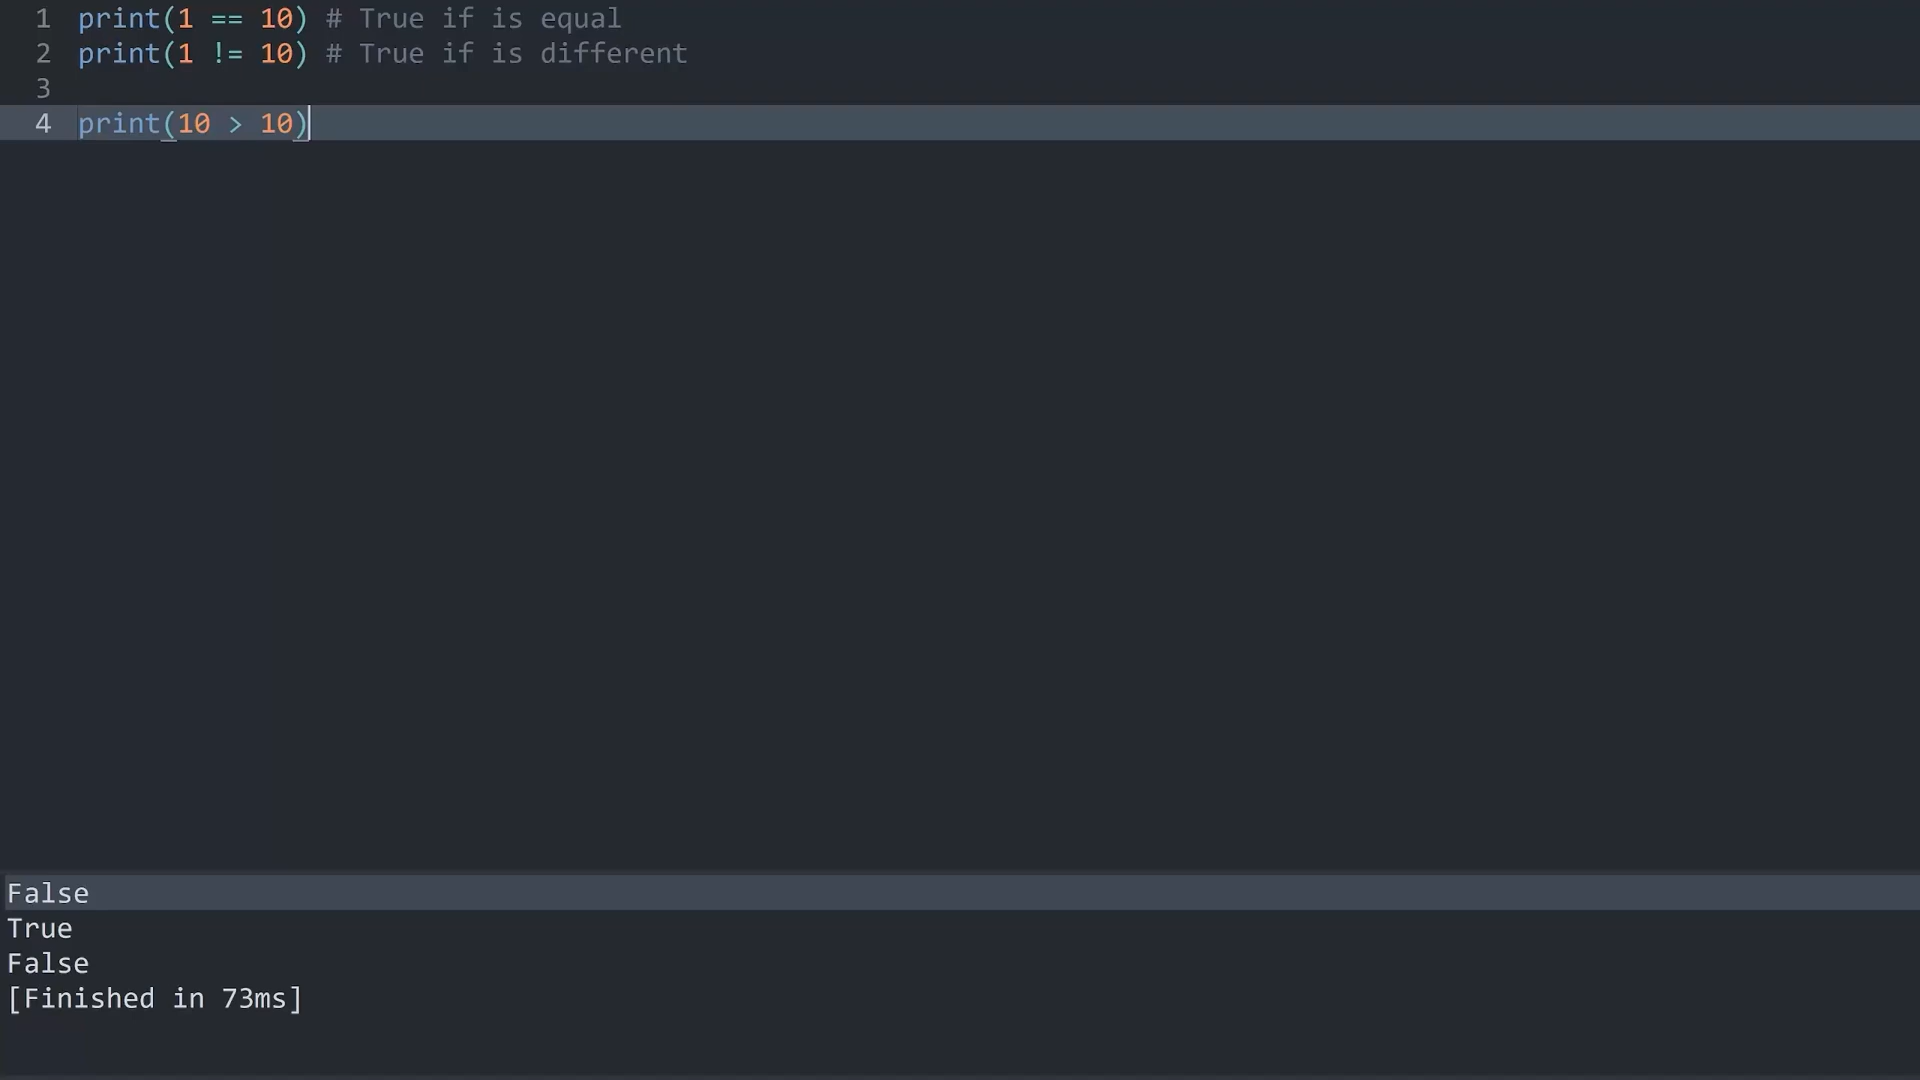 1 print(1 == 10) # True if is equal
2 print(1 != 10) # True if is different
3
4 print(10 > 10)
False
True
False
[Finished in 73ms]